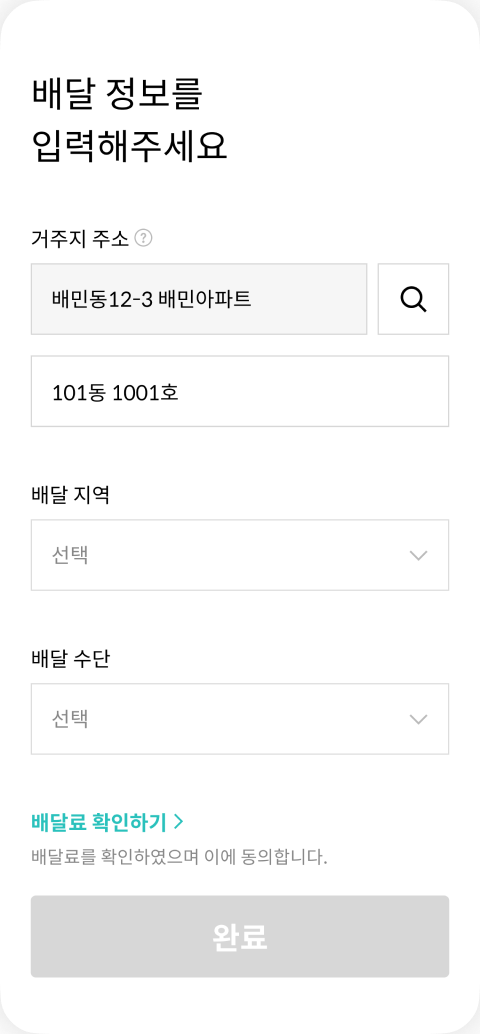 배달 정보를
입력해주세요
거주지 주소 ?
배민동12-3 배민아파트
101동 1001호
배달 지역
선택
배달 수단
선택
배달료 확인하기 >
배달료를 확인하였으며 이에 동의합니다.
완료